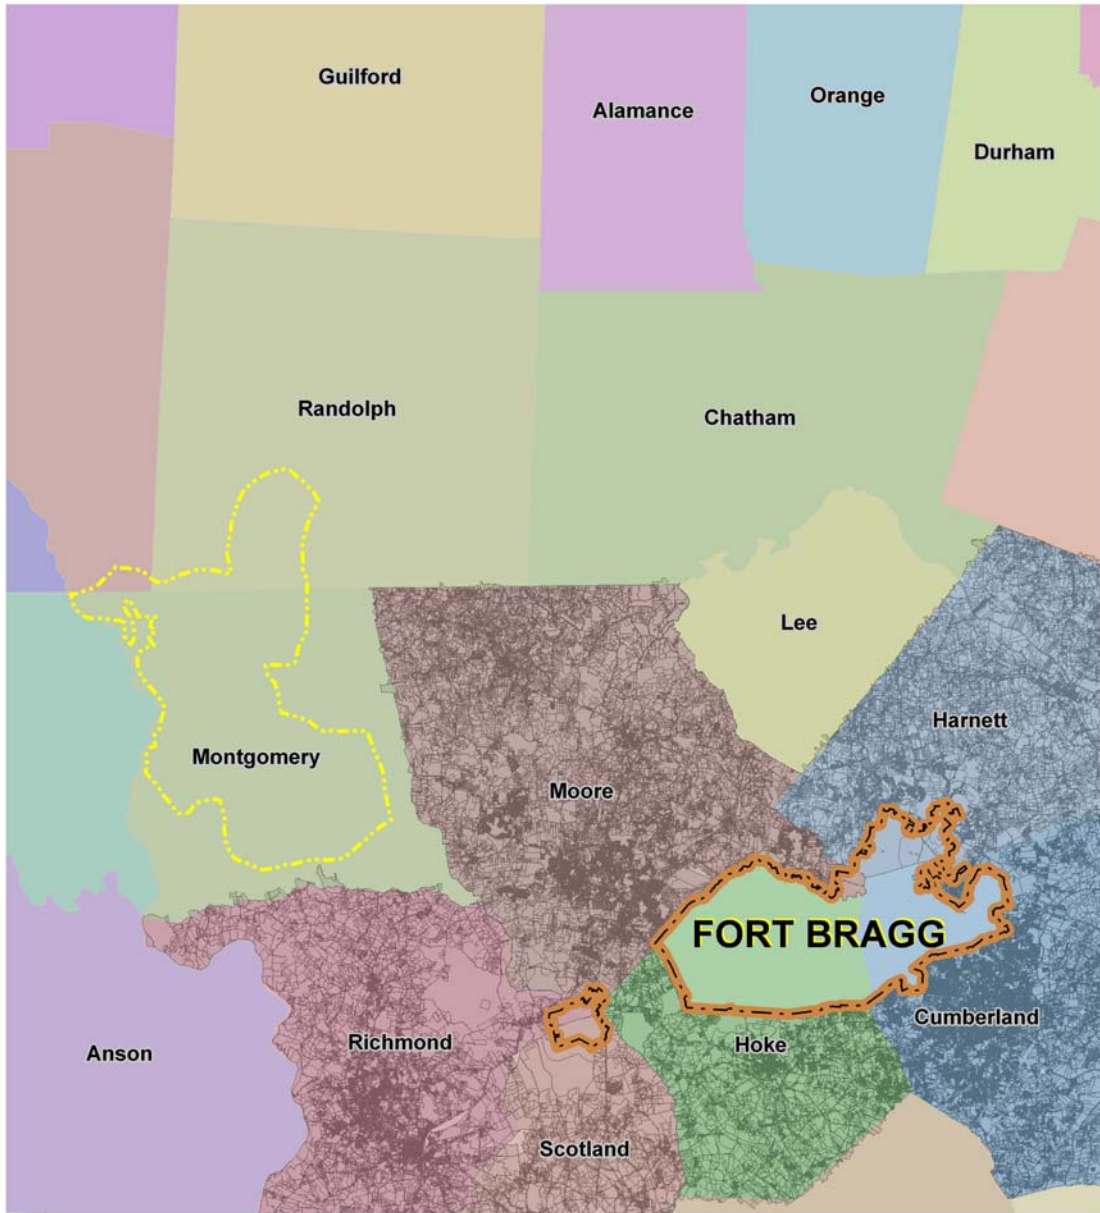 Guilford
Alamance
Orange
Durham
Randolph
Chatham
Lee
Harnett
Montgomery
Moore
FORT BRAGG
Cumberland
Anson
Richmond
Hoke
Scotland